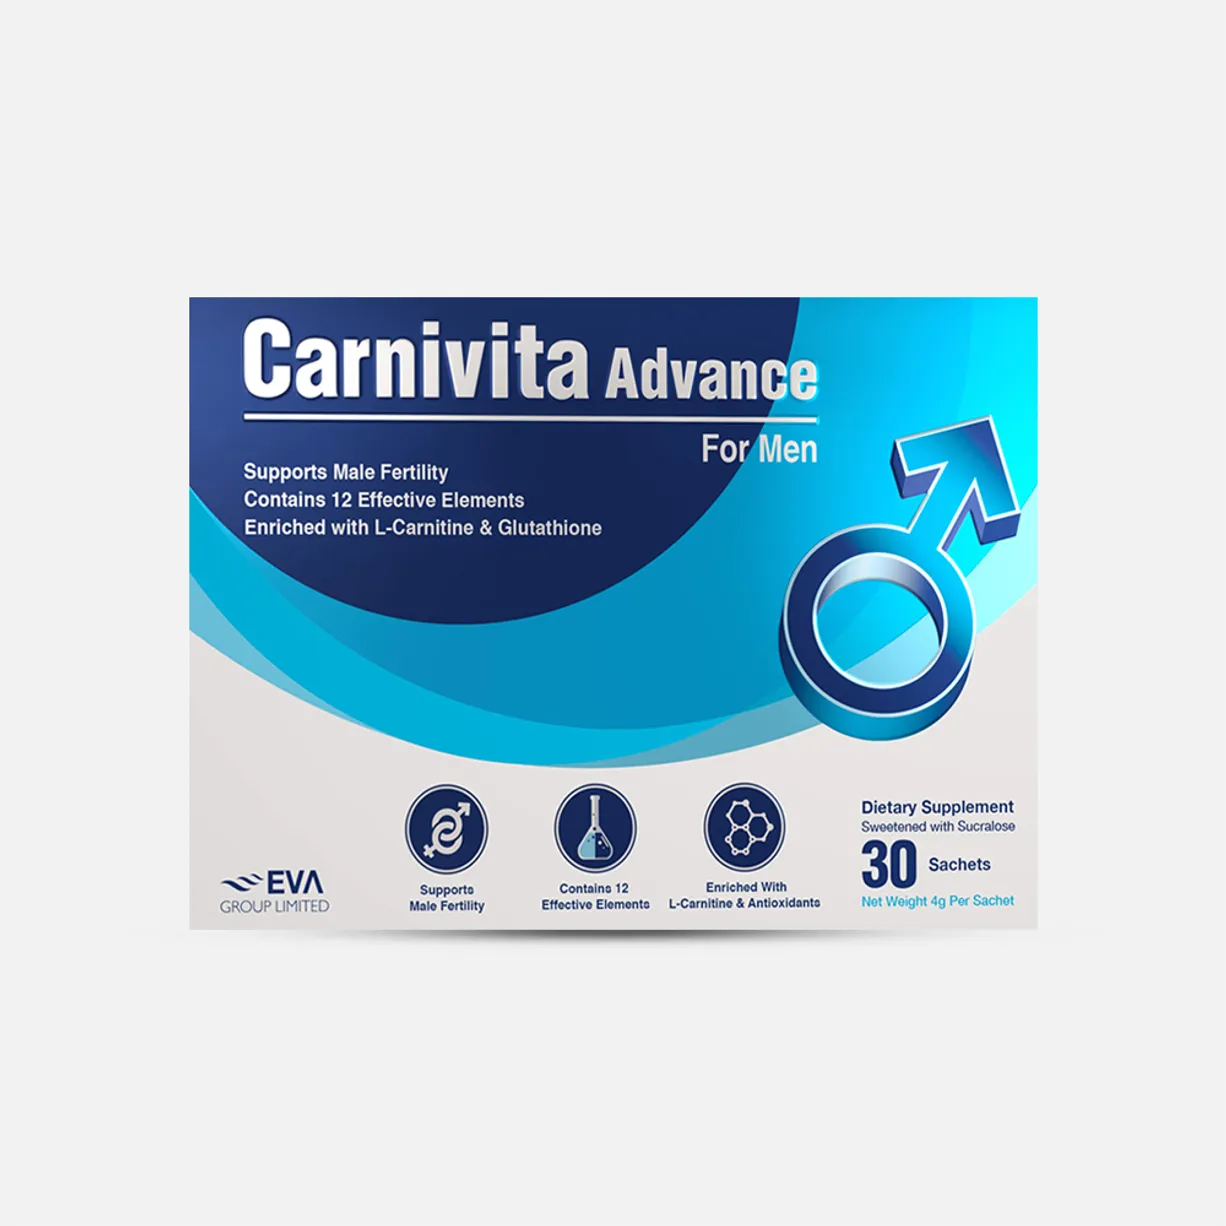 Carnivita Advance
For Men
Supports Male Fertility
Contains 12 Effective Elements
Enriched with L-Carnitine & Glutathione
Supports
Male Fertility
Contains 12
Effective Elements
Enriched With
L-Carnitine & Antioxidants
Dietary Supplement
Sweetened with Sucralose
30 Sachets
Net Weight 4g Per Sachet
EVA
GROUP LIMITED